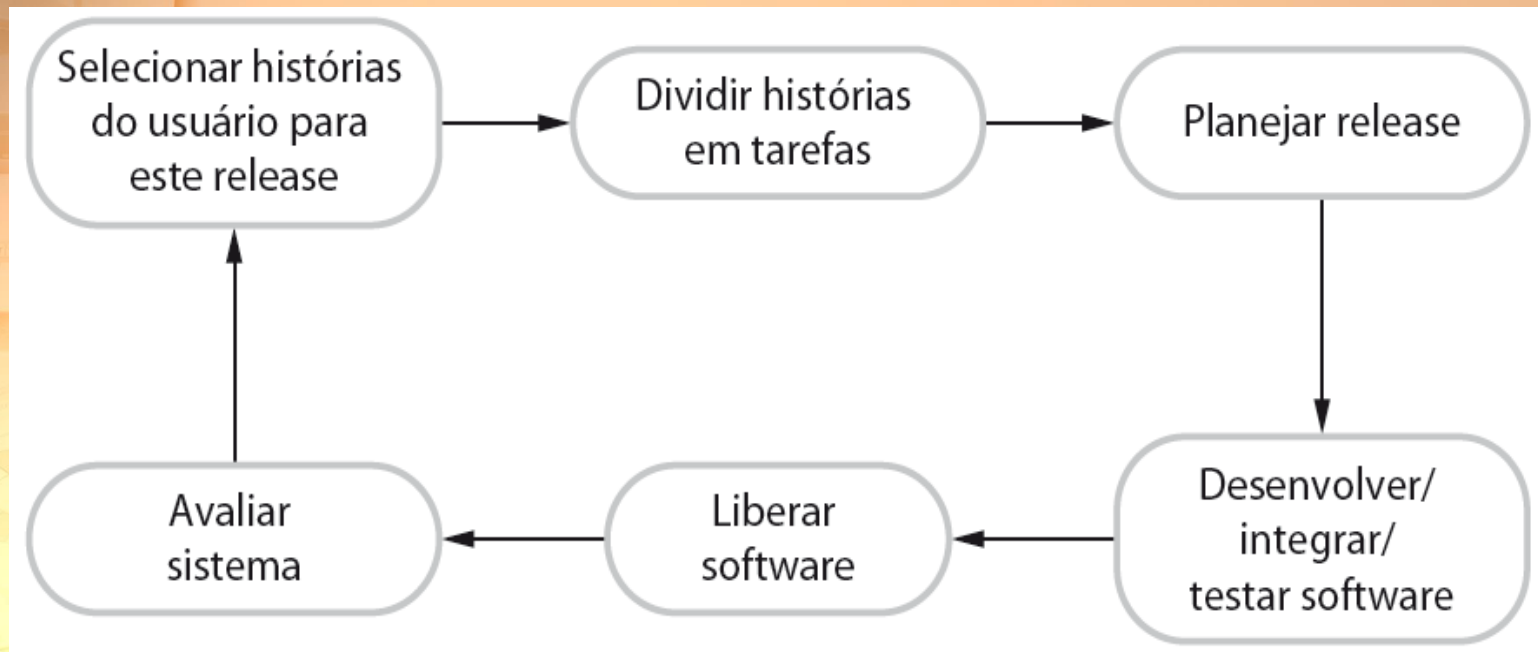 Selecionar histórias
do usuário para
este release
Dividir histórias
em tarefas
Planejar release
Desenvolver/
integrar/
testar software
Liberar
software
Avaliar
sistema